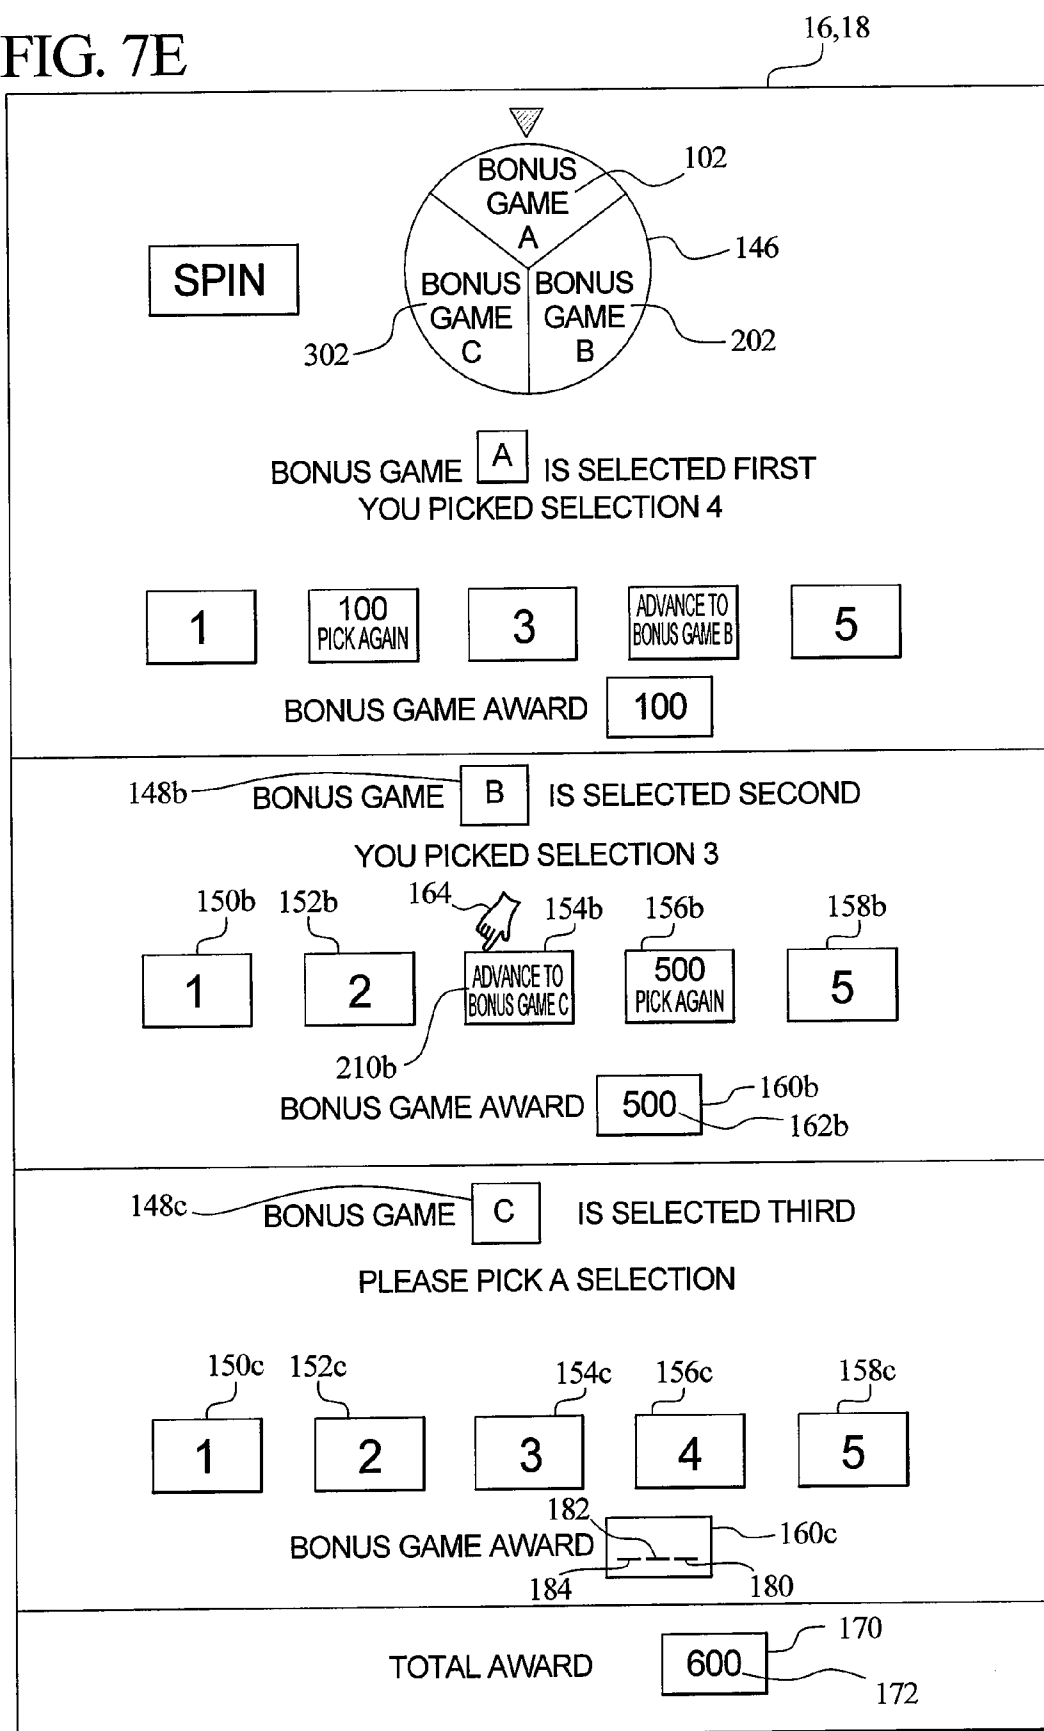 FIG. 7E
16,18
BONUS
GAME
A
102
146
SPIN
BONUS
GAME
C
BONUS
GAME
B
302
202
BONUS GAME A IS SELECTED FIRST
YOU PICKED SELECTION 4
1
100
PICK AGAIN
3
ADVANCE TO
BONUS GAME B
5
BONUS GAME AWARD 100
148b
BONUS GAME B IS SELECTED SECOND
YOU PICKED SELECTION 3
150b 152b 164 154b 156b 158b
1
2
ADVANCE TO
BONUS GAME C
500
PICK AGAIN
5
210b
BONUS GAME AWARD 500
160b
162b
148c
BONUS GAME C IS SELECTED THIRD
PLEASE PICK A SELECTION
150c 152c 154c 156c 158c
1 2 3 4 5
182
BONUS GAME AWARD
160c
184 180
TOTAL AWARD 600
170
172